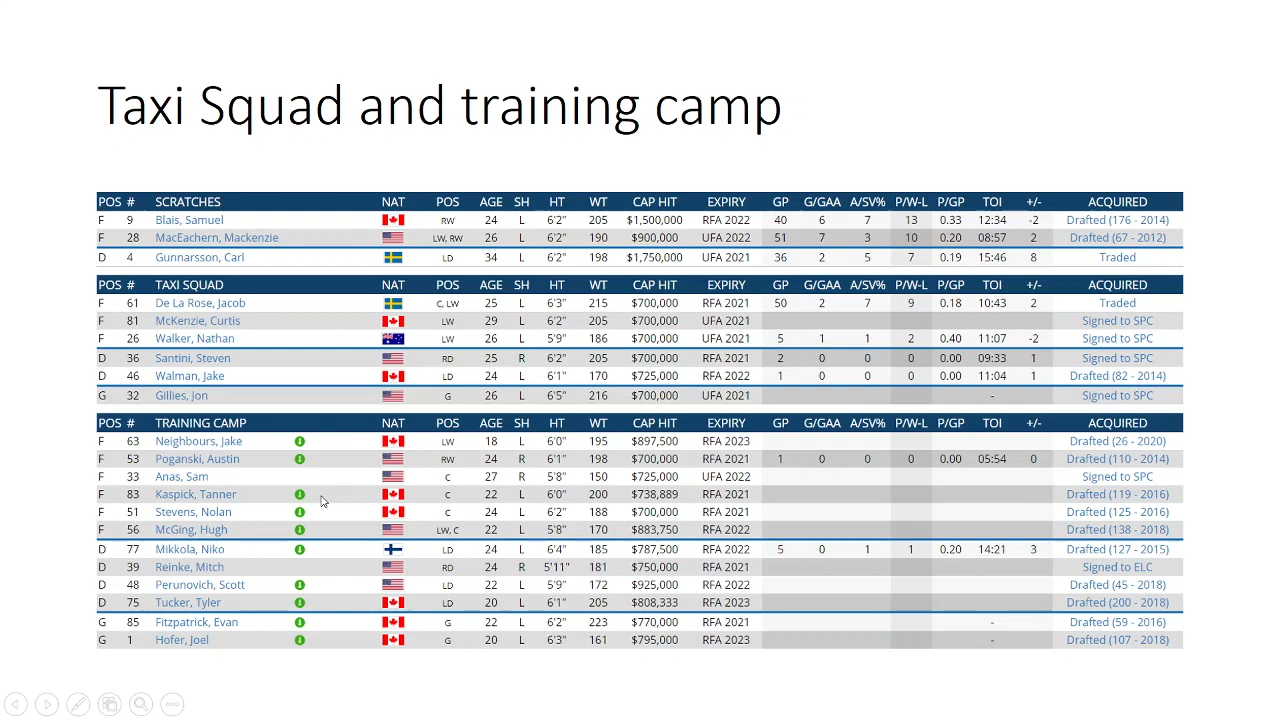 Taxi Squad and training camp
POS # SCRATCHES NAT POS AGE SH HT WT CAP HIT EXPIRY GP G/GAA A/SV% P/W-L P/GP TOI +/- ACQUIRED
F 9 Blais, Samuel RW 24 L 6'2" 205 $1,500,000 RFA 2022 40 6 7 13 0.33 12:34 -2 Drafted (176 - 2014)
F 28 MacEachern, Mackenzie LW, RW 26 L 6'2" 190 $900,000 UFA 2022 51 7 3 10 0.20 08:57 2 Drafted (67 - 2012)
D 4 Gunnarsson, Carl LD 34 L 6'2" 198 $1,750,000 UFA 2021 36 2 5 7 0.19 15:46 8 Traded
POS # TAXI SQUAD NAT POS AGE SH HT WT CAP HIT EXPIRY GP G/GAA A/SV% P/W-L P/GP TOI +/- ACQUIRED
F 61 De La Rose, Jacob C, LW 25 L 6'3" 215 $700,000 RFA 2021 50 2 7 9 0.18 10:43 2 Traded
F 81 McKenzie, Curtis LW 29 L 6'2" 205 $700,000 UFA 2021 Signed to SPC
F 26 Walker, Nathan LW 26 L 5'9" 186 $700,000 UFA 2021 5 1 1 2 0.40 11:07 -2 Signed to SPC
D 36 Santini, Steven RD 25 R 6'2" 205 $700,000 RFA 2021 2 0 0 0 0.00 09:33 1 Signed to SPC
D 46 Walman, Jake LD 24 L 6'1" 170 $725,000 RFA 2022 1 0 0 0 0.00 11:04 1 Drafted (82 - 2014)
G 32 Gillies, Jon G 26 L 6'5" 216 $700,000 UFA 2021 - Signed to SPC
POS # TRAINING CAMP NAT POS AGE SH HT WT CAP HIT EXPIRY GP G/GAA A/SV% P/W-L P/GP TOI +/- ACQUIRED
F 63 Neighbours, Jake LW 18 L 6'0" 195 $897,500 RFA 2023 Drafted (26 - 2020)
F 53 Poganski, Austin RW 24 R 6'1" 198 $700,000 RFA 2021 1 0 0 0 0.00 05:54 0 Drafted (110 - 2014)
F 33 Anas, Sam C 27 R 5'8" 150 $725,000 UFA 2022 Signed to SPC
F 83 Kaspick, Tanner C 22 L 6'0" 200 $738,889 RFA 2021 Drafted (119 - 2016)
F 51 Stevens, Nolan C 24 L 6'2" 188 $700,000 RFA 2021 Drafted (125 - 2016)
F 56 McGing, Hugh LW, C 22 L 5'8" 170 $883,750 RFA 2022 Drafted (138 - 2018)
D 77 Mikkola, Niko LD 24 L 6'4" 185 $787,500 RFA 2022 5 0 1 1 0.20 14:21 3 Drafted (127 - 2015)
D 39 Reinke, Mitch RD 24 R 5'11" 181 $750,000 RFA 2021 Signed to ELC
D 48 Perunovich, Scott LD 22 L 5'9" 172 $925,000 RFA 2022 Drafted (45 - 2018)
D 75 Tucker, Tyler LD 20 L 6'1" 205 $808,333 RFA 2023 Drafted (200 - 2018)
G 85 Fitzpatrick, Evan G 22 L 6'2" 223 $770,000 RFA 2021 - Drafted (59 - 2016)
G 1 Hofer, Joel G 20 L 6'3" 161 $795,000 RFA 2023 - Drafted (107 - 2018)